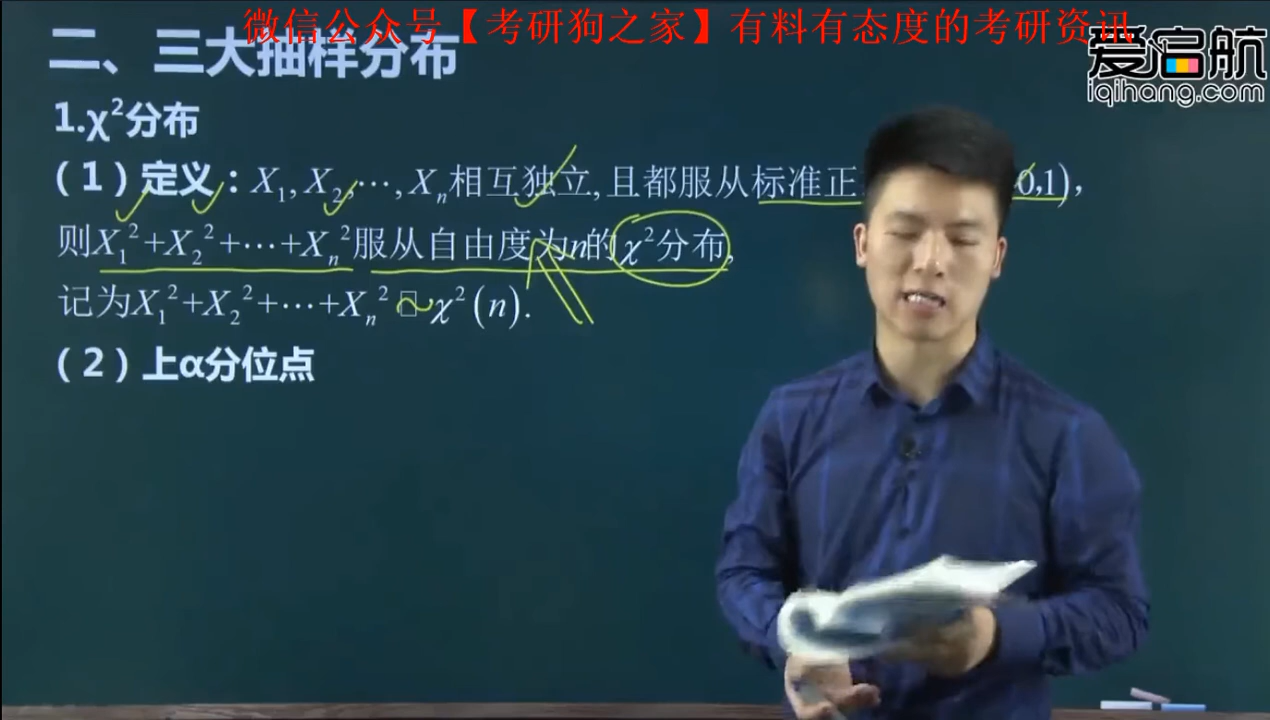 微信公众号【考研狗之家】有料有态度的考研资讯
爱启航
iqihang.com
二、三大抽样分布
1.χ²分布
（1）定义：X₁,X₂,⋯,Xₙ相互独立,且都服从标准正 0,1)，
则X₁²+X₂²+⋯+Xₙ²服从自由度为n的χ²分布,
记为X₁²+X₂²+⋯+Xₙ² ~ χ²(n).
（2）上α分位点